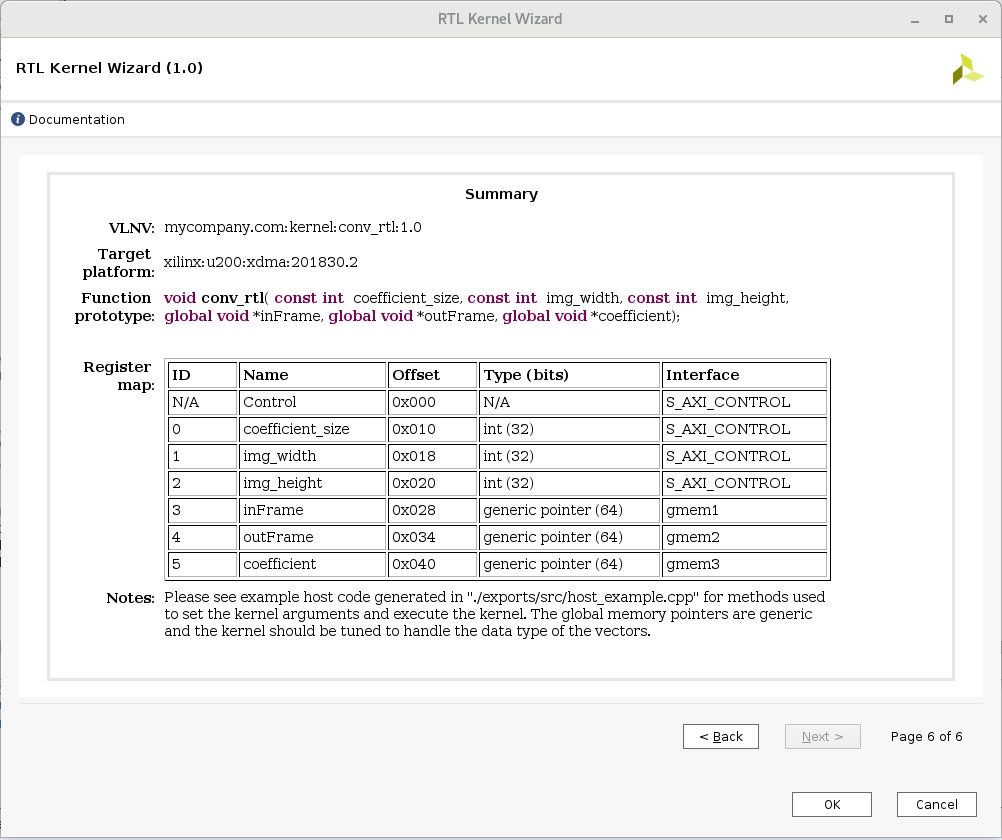 RTL Kernel Wizard
RTL Kernel Wizard (1.0)
Documentation
Summary
VLNV: mycompany.com:kernel:conv_rtl:1.0
Target platform: xilinx:u200:xdma:201830.2
Function prototype: void conv_rtl( const int coefficient_size, const int img_width, const int img_height,
global void *inFrame, global void *outFrame, global void *coefficient);
Register map:
ID Name Offset Type (bits) Interface
N/A Control 0x000 N/A S_AXI_CONTROL
0 coefficient_size 0x010 int (32) S_AXI_CONTROL
1 img_width 0x018 int (32) S_AXI_CONTROL
2 img_height 0x020 int (32) S_AXI_CONTROL
3 inFrame 0x028 generic pointer (64) gmem1
4 outFrame 0x034 generic pointer (64) gmem2
5 coefficient 0x040 generic pointer (64) gmem3
Notes: Please see example host code generated in "./exports/src/host_example.cpp" for methods used
to set the kernel arguments and execute the kernel. The global memory pointers are generic
and the kernel should be tuned to handle the data type of the vectors.
< Back Next > Page 6 of 6
OK Cancel